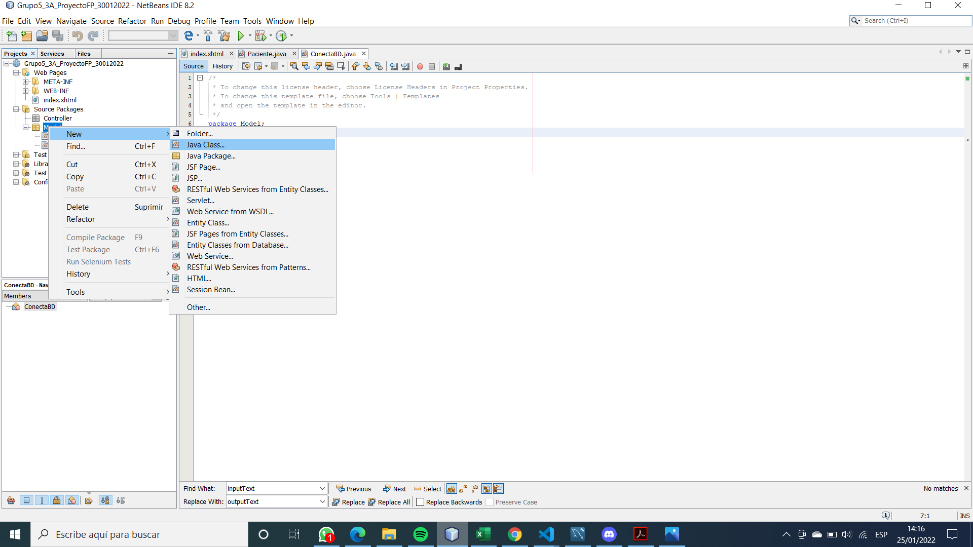 Grupo5_3A_ProyectoFP_30012022 - NetBeans IDE 8.2
File Edit View Navigate Source Refactor Run Debug Profile Team Tools Window Help
Search (Ctrl+I)
Projects Services Files
index.xhtml Paciente.java ConectaBD.java
Grupo5_3A_ProyectoFP_30012022
Web Pages
META-INF
WEB-INF
index.xhtml
Source Packages
Controller
Source History
1 /*
2 * To change this license header, choose License Headers in Project Properties.
3 * To change this template file, choose Tools | Templates
4 * and open the template in the editor.
5 */
6 package Model;
Test
Libra
Test
Conf
New
Find... Ctrl+F
Cut Ctrl+X
Copy Ctrl+C
Paste Ctrl+V
Delete Suprimir
Refactor
Compile Package F9
Test Package Ctrl+F6
Run Selenium Tests
History
Tools
Folder...
Java Class...
Java Package...
JSF Page...
JSP...
RESTful Web Services from Entity Classes...
Servlet...
Web Service from WSDL...
Entity Class...
JSF Pages from Entity Classes...
Entity Classes from Database...
Web Service...
RESTful Web Services from Patterns...
HTML...
Session Bean...
Other...
ConectaBD - Nav
Members
ConectaBD
Find What: inputText Previous Next Select No matches
Replace With: outputText Replace Replace All Replace Backwards Preserve Case
7:1 INS
Escribe aquí para buscar
1
ESP
14:16
25/01/2022